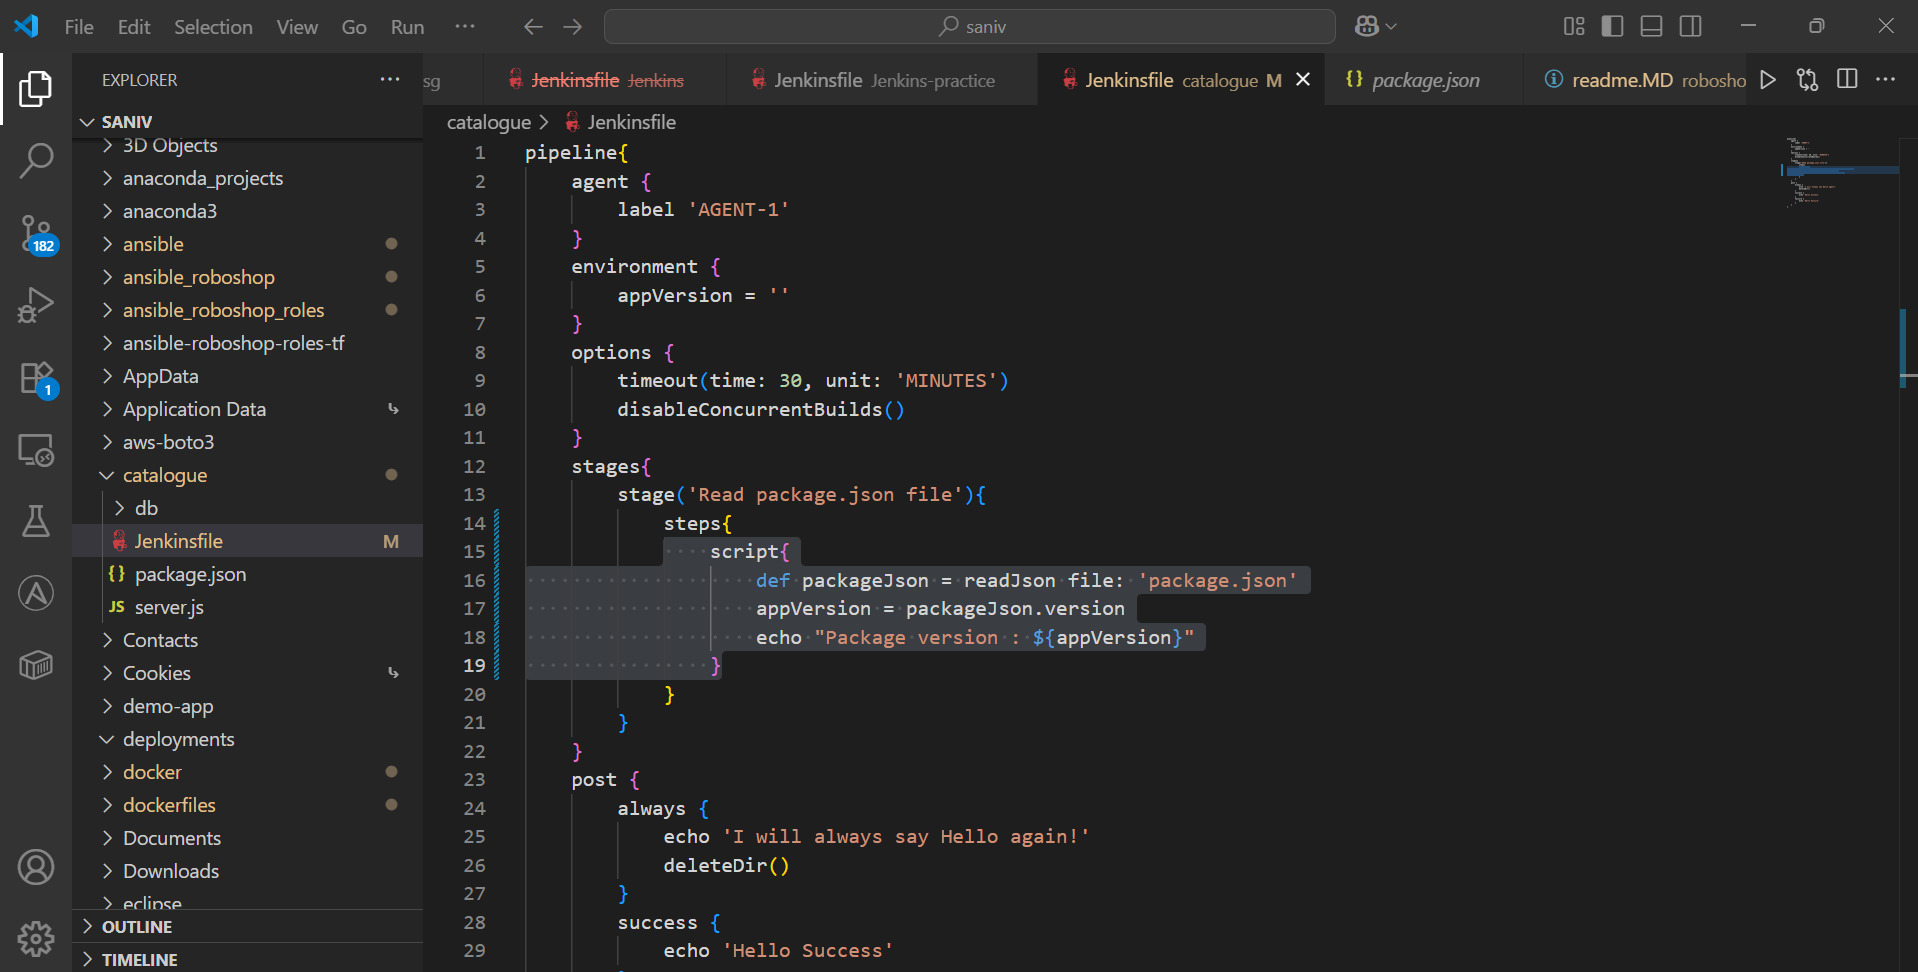 File Edit Selection View Go Run ··· saniv
EXPLORER ···
sg Jenkinsfile Jenkins Jenkinsfile Jenkins-practice Jenkinsfile catalogue M {} package.json readme.MD robosho ···
SANIV
3D Objects
anaconda_projects
anaconda3
ansible
ansible_roboshop
ansible_roboshop_roles
ansible-roboshop-roles-tf
AppData
Application Data
aws-boto3
catalogue
db
Jenkinsfile M
{} package.json
JS server.js
Contacts
Cookies
demo-app
deployments
docker
dockerfiles
Documents
Downloads
eclipse
OUTLINE
TIMELINE
182
1
catalogue > Jenkinsfile
1 pipeline{
2 agent {
3 label 'AGENT-1'
4 }
5 environment {
6 appVersion = ''
7 }
8 options {
9 timeout(time: 30, unit: 'MINUTES')
10 disableConcurrentBuilds()
11 }
12 stages{
13 stage('Read package.json file'){
14 steps{
15 script{
16 def packageJson = readJson file: 'package.json'
17 appVersion = packageJson.version
18 echo "Package version : ${appVersion}"
19 }
20 }
21 }
22 }
23 post {
24 always {
25 echo 'I will always say Hello again!'
26 deleteDir()
27 }
28 success {
29 echo 'Hello Success'